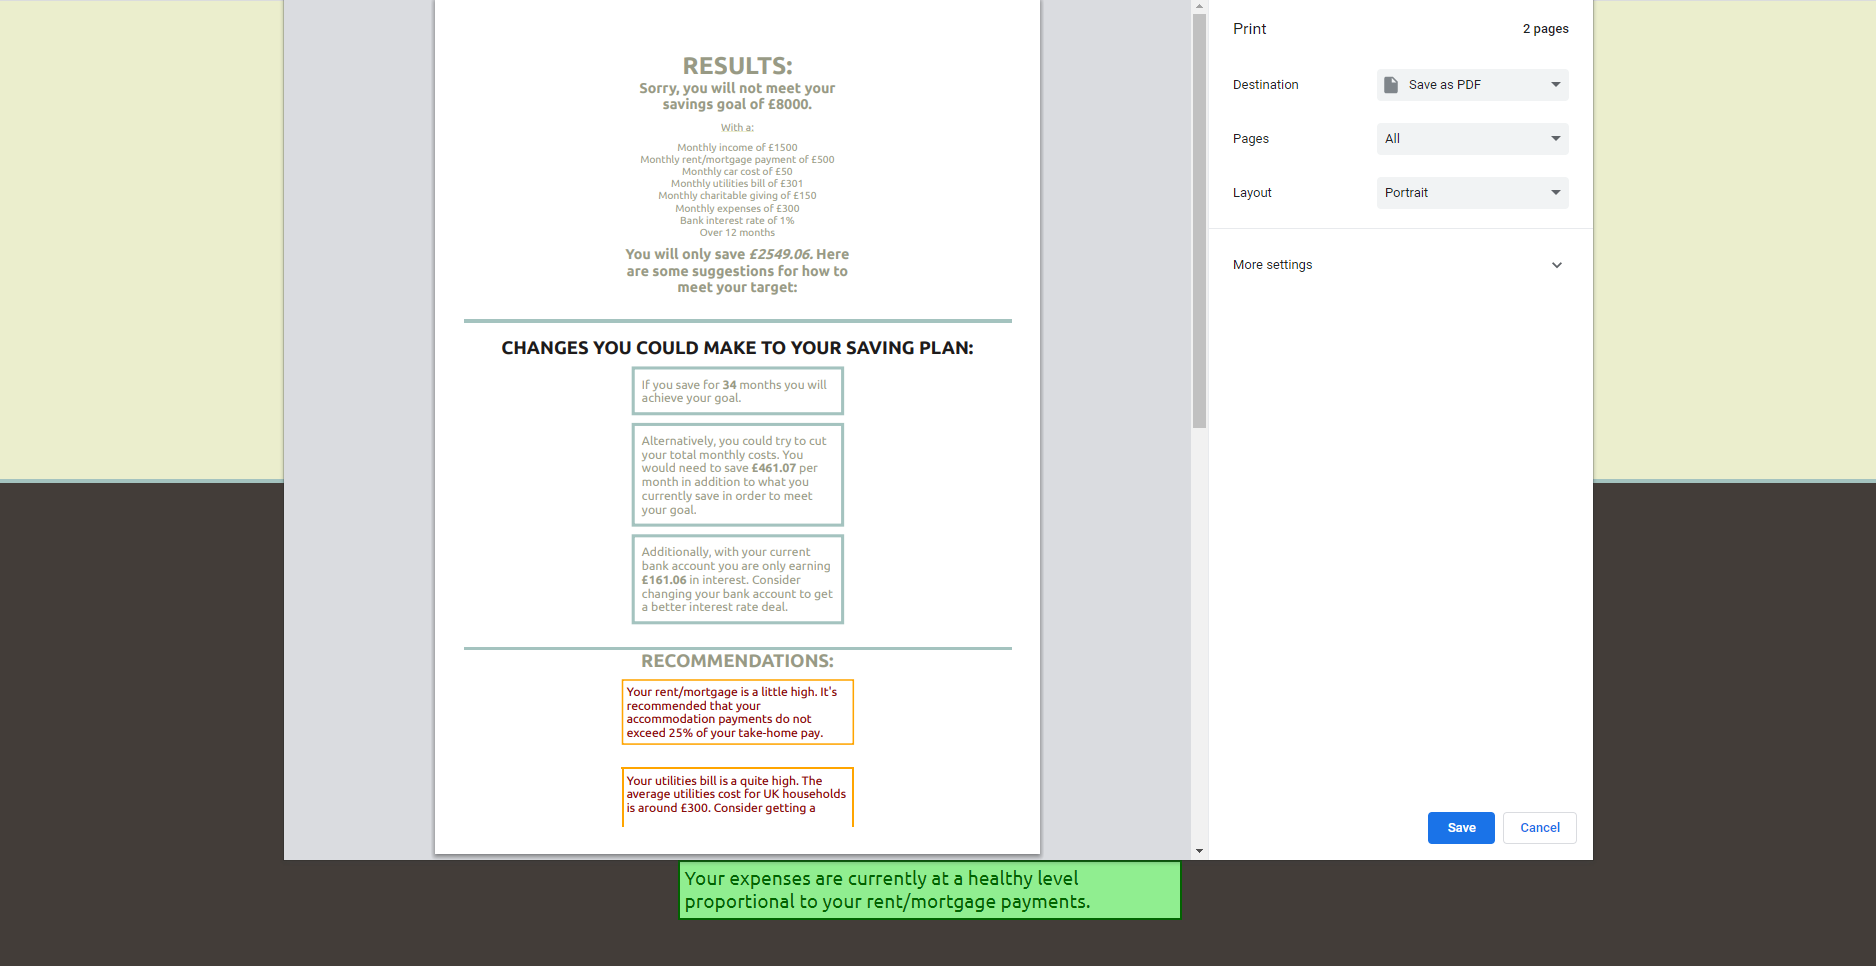 RESULTS:
Sorry, you will not meet your
savings goal of £8000.
With a:
Monthly income of £1500
Monthly rent/mortgage payment of £500
Monthly car cost of £50
Monthly utilities bill of £301
Monthly charitable giving of £150
Monthly expenses of £300
Bank interest rate of 1%
Over 12 months
You will only save £2549.06. Here
are some suggestions for how to
meet your target:
CHANGES YOU COULD MAKE TO YOUR SAVING PLAN:
If you save for 34 months you will
achieve your goal.
Alternatively, you could try to cut
your total monthly costs. You
would need to save £461.07 per
month in addition to what you
currently save in order to meet
your goal.
Additionally, with your current
bank account you are only earning
£161.06 in interest. Consider
changing your bank account to get
a better interest rate deal.
RECOMMENDATIONS:
Your rent/mortgage is a little high. It's
recommended that your
accommodation payments do not
exceed 25% of your take-home pay.
Your utilities bill is a quite high. The
average utilities cost for UK households
is around £300. Consider getting a
Print
2 pages
Destination
Save as PDF
Pages
All
Layout
Portrait
More settings
Save
Cancel
Your expenses are currently at a healthy level
proportional to your rent/mortgage payments.